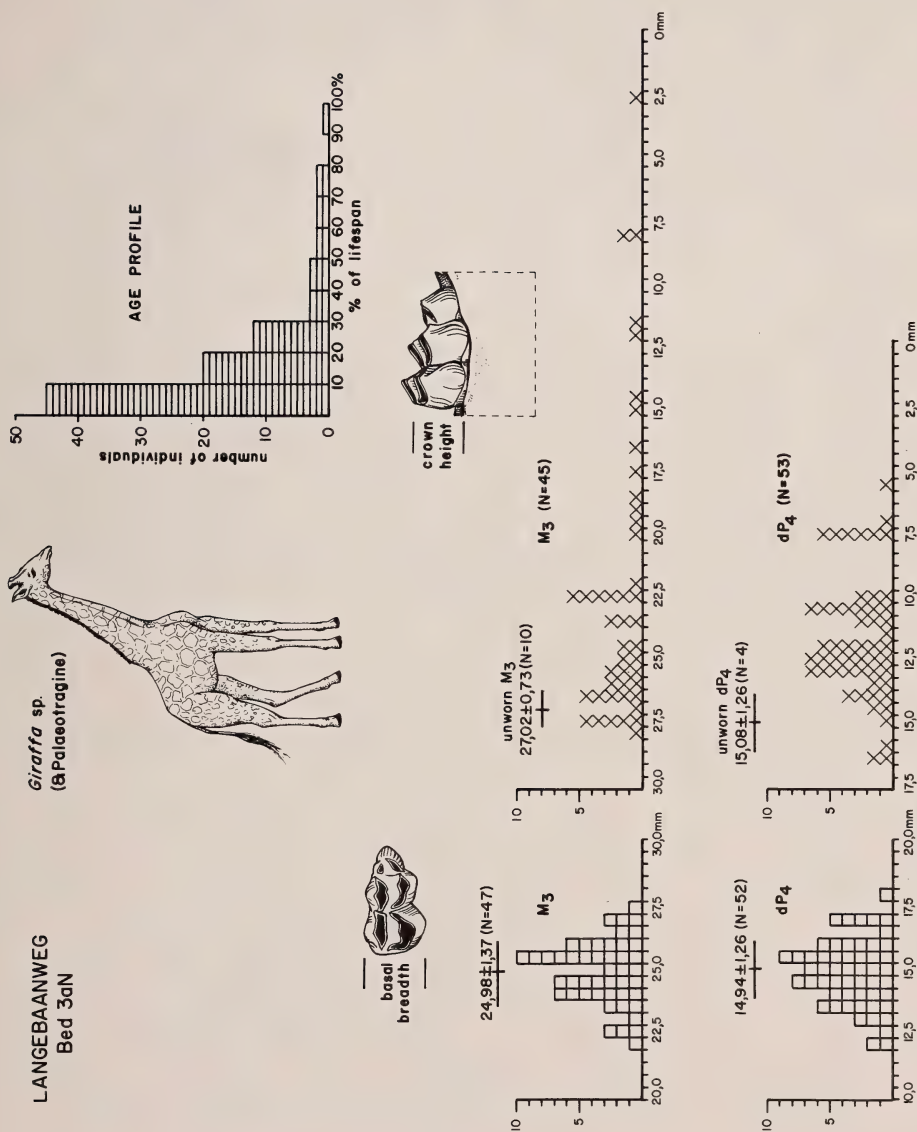 LANGEBAANWEG
Bed 3aN
Giraffa sp.
(&Palaeotragine)
AGE PROFILE
number of individuals
50
40
30
20
10
0
10 20 30 40 50 60 70 80 90 100%
% of lifespan
basal
breadth
crown
height
24,98±1,37 (N=47)
M3
10
5
20,0 22,5 25,0 27,5 30,0mm
unworn M3
27,02±0,73 (N=10)
M3 (N=45)
10
5
30,0 27,5 25,0 22,5 20,0 17,5 15,0 12,5 10,0 7,5 5,0 2,5 0mm
14,94±1,26 (N=52)
dP4
10
5
10,0 12,5 15,0 17,5 20,0mm
unworn dP4
15,08±1,26 (N=4)
dP4 (N=53)
10
5
17,5 15,0 12,5 10,0 7,5 5,0 2,5 0mm